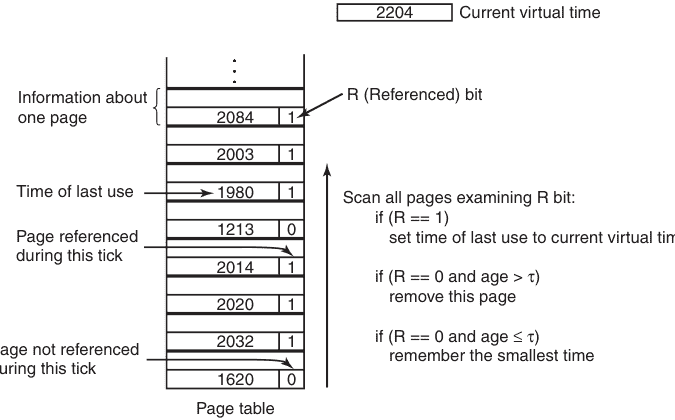 2204 Current virtual time
Information about
one page
R (Referenced) bit
2084 1
2003 1
Time of last use
1980 1
1213 0
Page referenced
during this tick
2014 1
2020 1
2032 1
age not referenced
uring this tick
1620 0
Page table
Scan all pages examining R bit:
if (R == 1)
set time of last use to current virtual tim
if (R == 0 and age > τ)
remove this page
if (R == 0 and age ≤ τ)
remember the smallest time